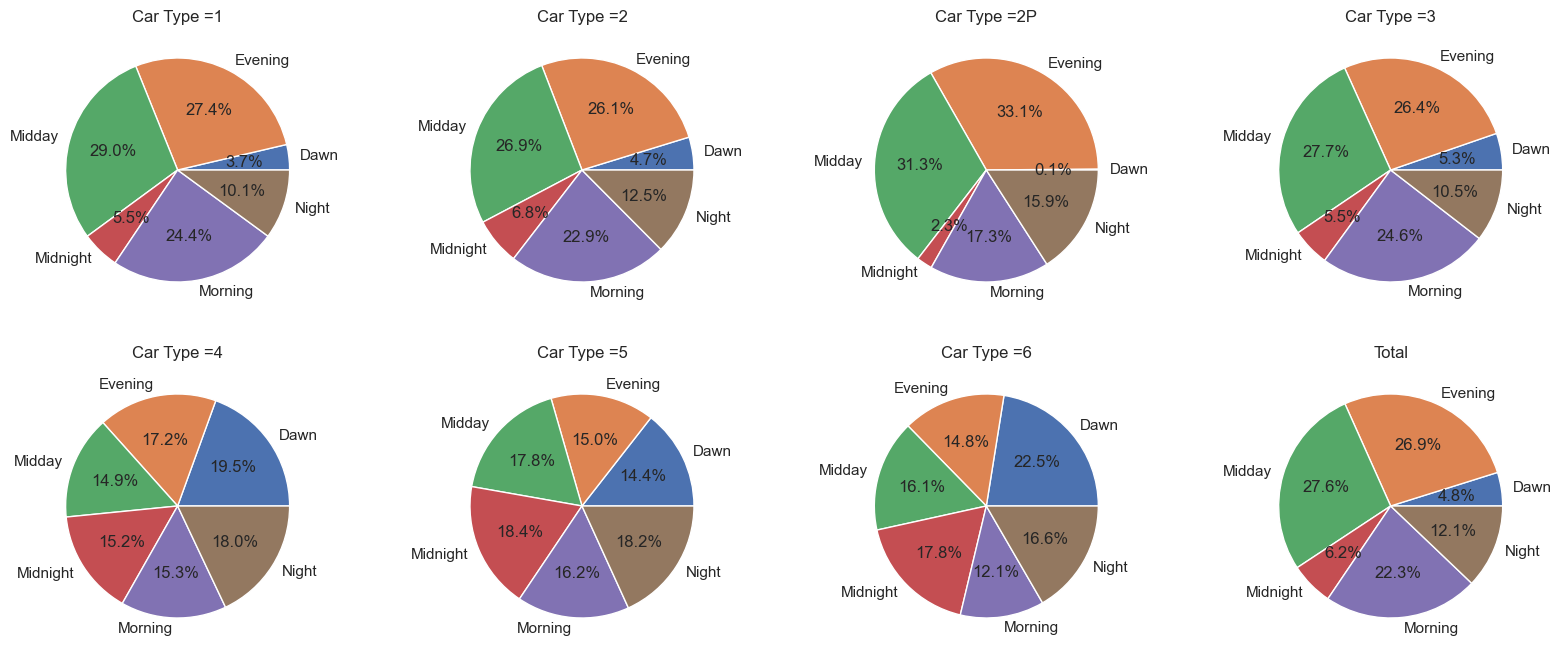 Car Type =1
Evening
27.4%
Midday
29.0%
3.7%
Dawn
10.1%
5.5%
Night
24.4%
Midnight
Morning
Car Type =2
Evening
26.1%
Midday
26.9%
4.7%
Dawn
12.5%
6.8%
Night
22.9%
Midnight
Morning
Car Type =2P
Evening
33.1%
Midday
31.3%
0.1%
Dawn
15.9%
2.3%
Night
17.3%
Midnight
Morning
Car Type =3
Evening
26.4%
Midday
27.7%
5.3%
Dawn
10.5%
5.5%
Night
24.6%
Midnight
Morning
Car Type =4
Evening
17.2%
Dawn
19.5%
Midday
14.9%
15.2%
18.0%
Midnight
15.3%
Night
Morning
Car Type =5
Evening
15.0%
Midday
17.8%
Dawn
14.4%
18.4%
18.2%
Midnight
16.2%
Night
Morning
Car Type =6
Evening
14.8%
Dawn
22.5%
Midday
16.1%
17.8%
16.6%
Midnight
12.1%
Night
Morning
Total
Evening
26.9%
Midday
27.6%
4.8%
Dawn
12.1%
6.2%
Night
22.3%
Midnight
Morning